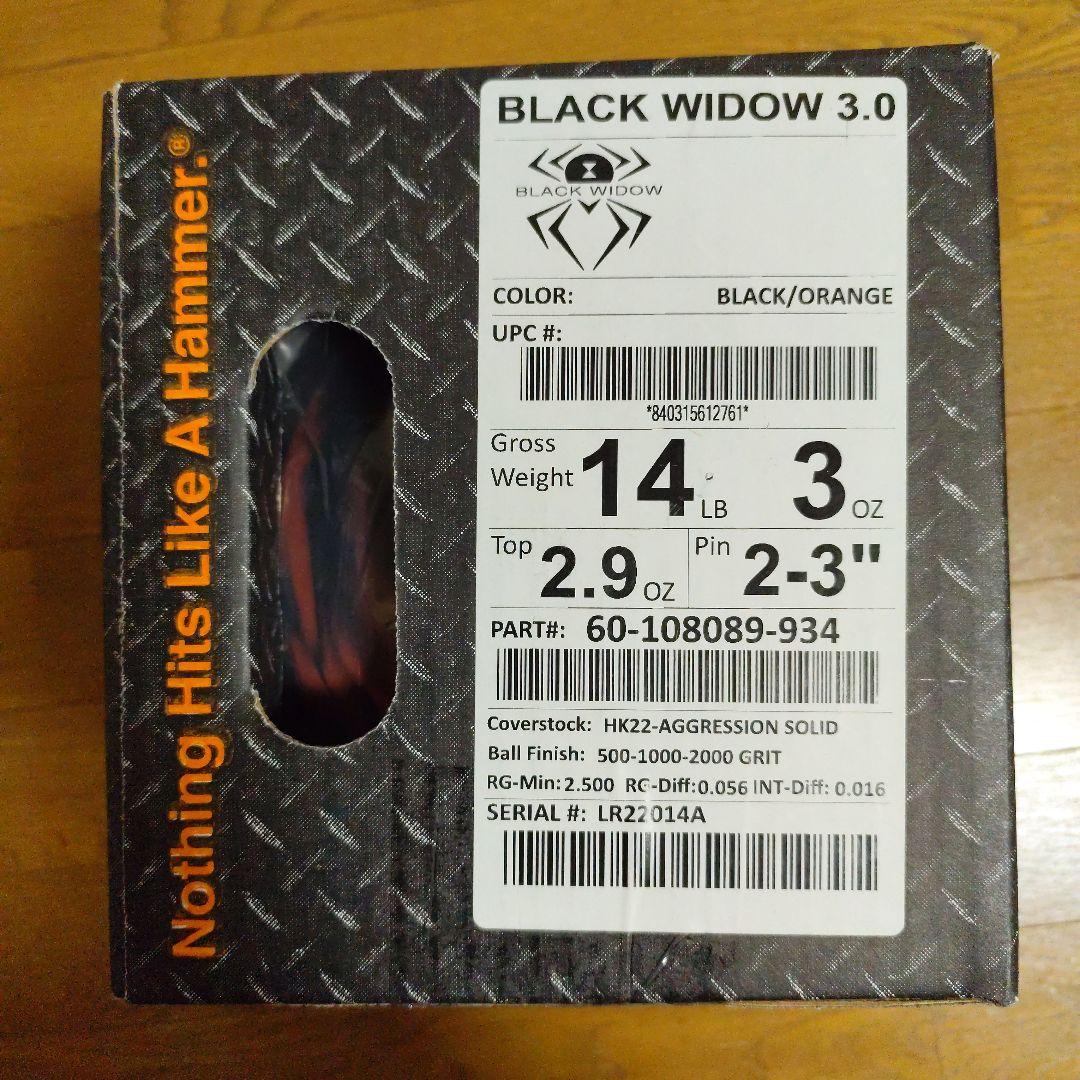 Nothing Hits Like A Hammer.®
BLACK WIDOW 3.0
BLACK WIDOW
COLOR: BLACK/ORANGE
UPC #:
*840315612761*
Gross Weight 14 LB 3 OZ
Top 2.9 OZ Pin 2-3"
PART#: 60-108089-934
Coverstock: HK22-AGGRESSION SOLID
Ball Finish: 500-1000-2000 GRIT
RG-Min: 2.500 RG-Diff: 0.056 INT-Diff: 0.016
SERIAL #: LR22014A